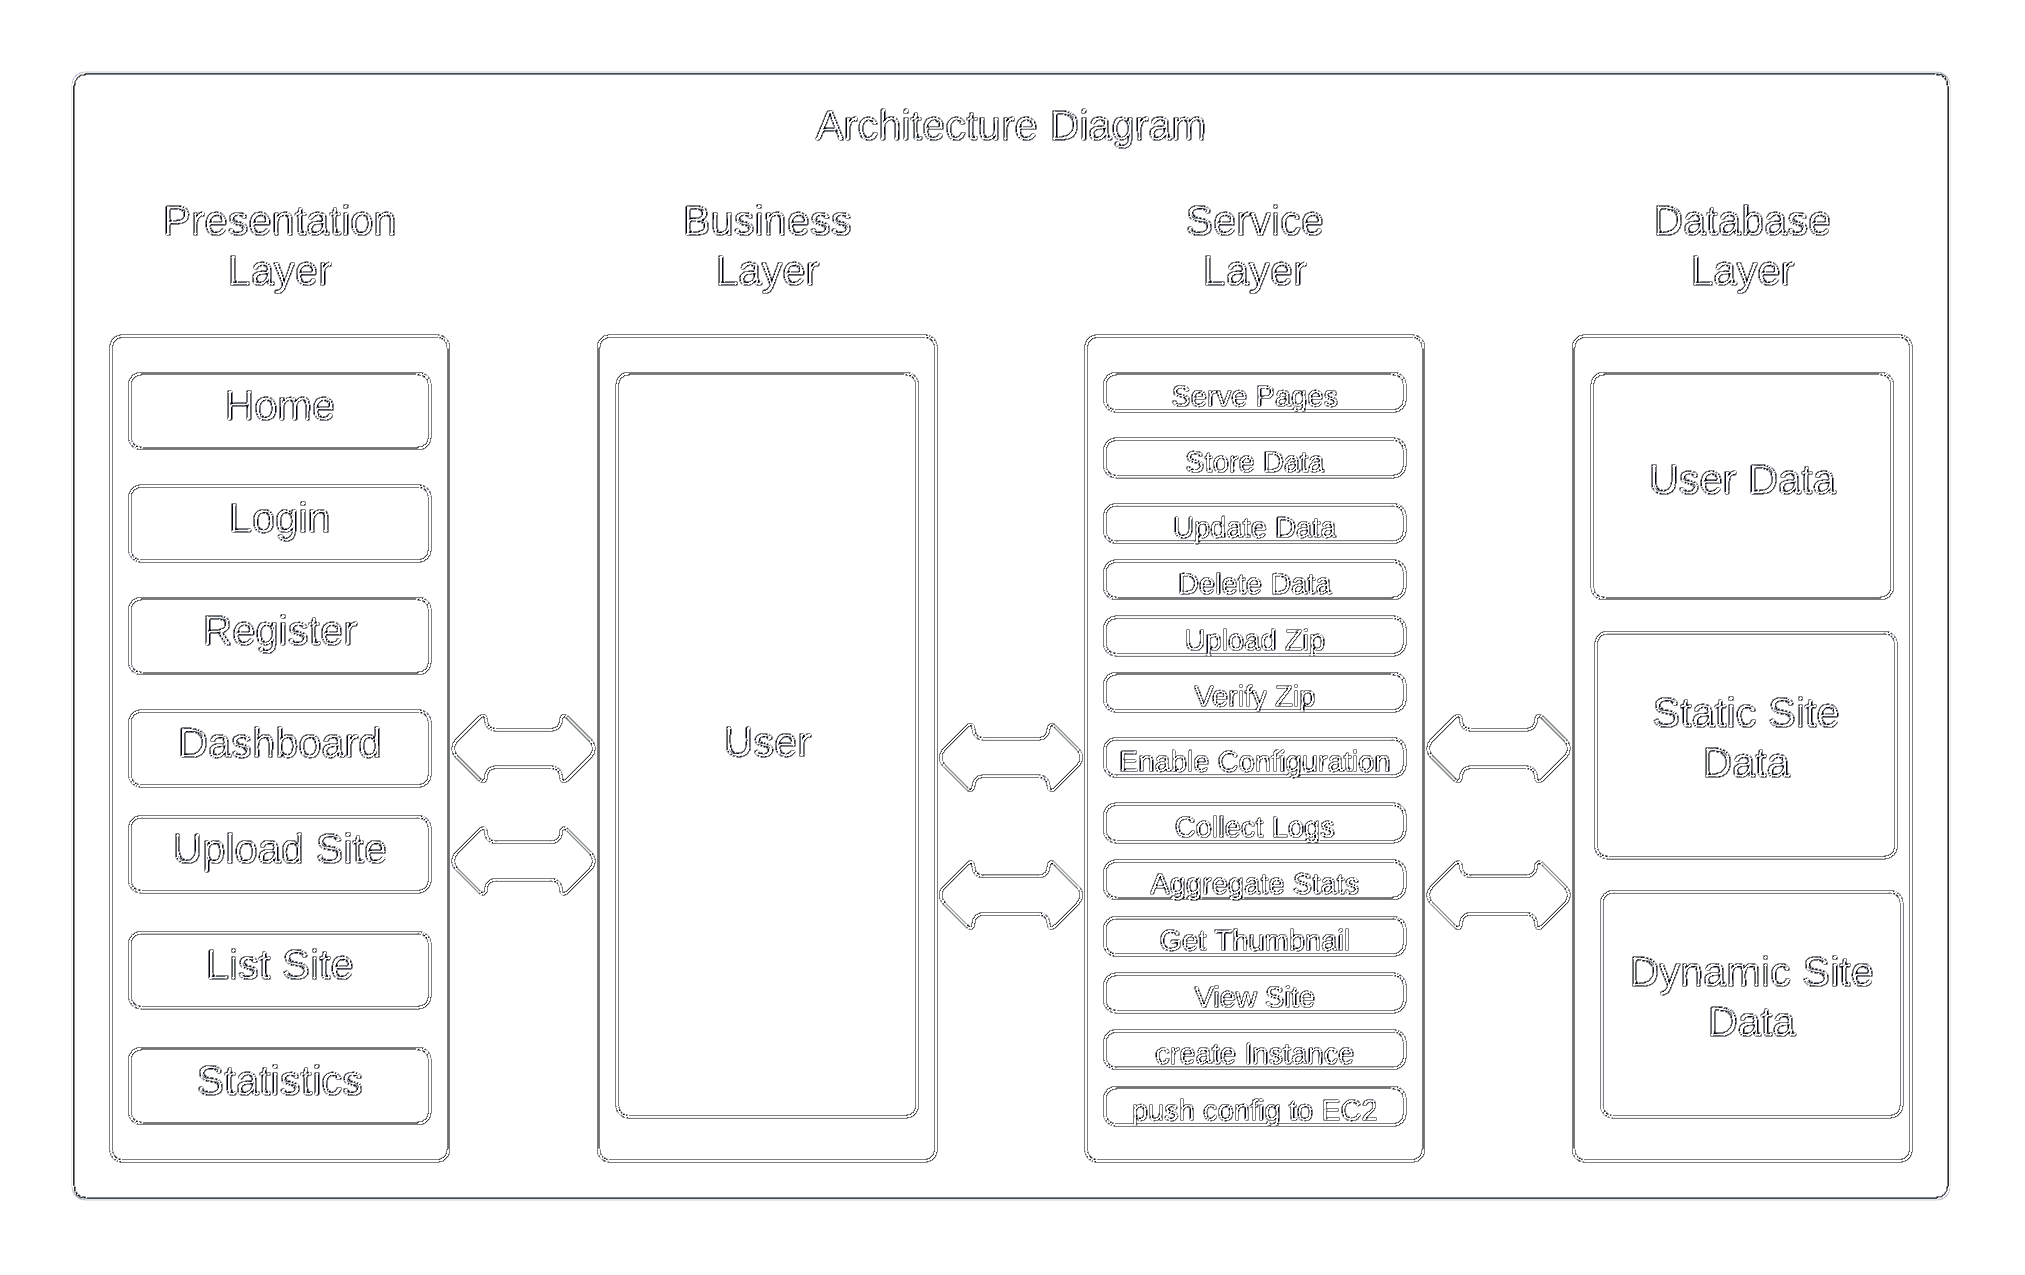 Architecture Diagram
Presentation
Layer
Home
Login
Register
Dashboard
Upload Site
List Site
Statistics
Business
Layer
User
Service
Layer
Serve Pages
Store Data
Update Data
Delete Data
Upload Zip
Verify Zip
Enable Configuration
Collect Logs
Aggregate Stats
Get Thumbnail
View Site
create Instance
push config to EC2
Database
Layer
User Data
Static Site
Data
Dynamic Site
Data